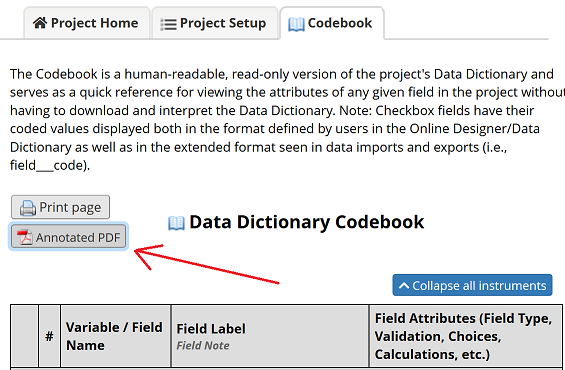 Project Home Project Setup Codebook
The Codebook is a human-readable, read-only version of the project's Data Dictionary and
serves as a quick reference for viewing the attributes of any given field in the project without
having to download and interpret the Data Dictionary. Note: Checkbox fields have their
coded values displayed both in the format defined by users in the Online Designer/Data
Dictionary as well as in the extended format seen in data imports and exports (i.e.,
field___code).
Print page
Annotated PDF
Data Dictionary Codebook
Collapse all instruments
#
Variable / Field
Name
Field Label
Field Note
Field Attributes (Field Type,
Validation, Choices,
Calculations, etc.)